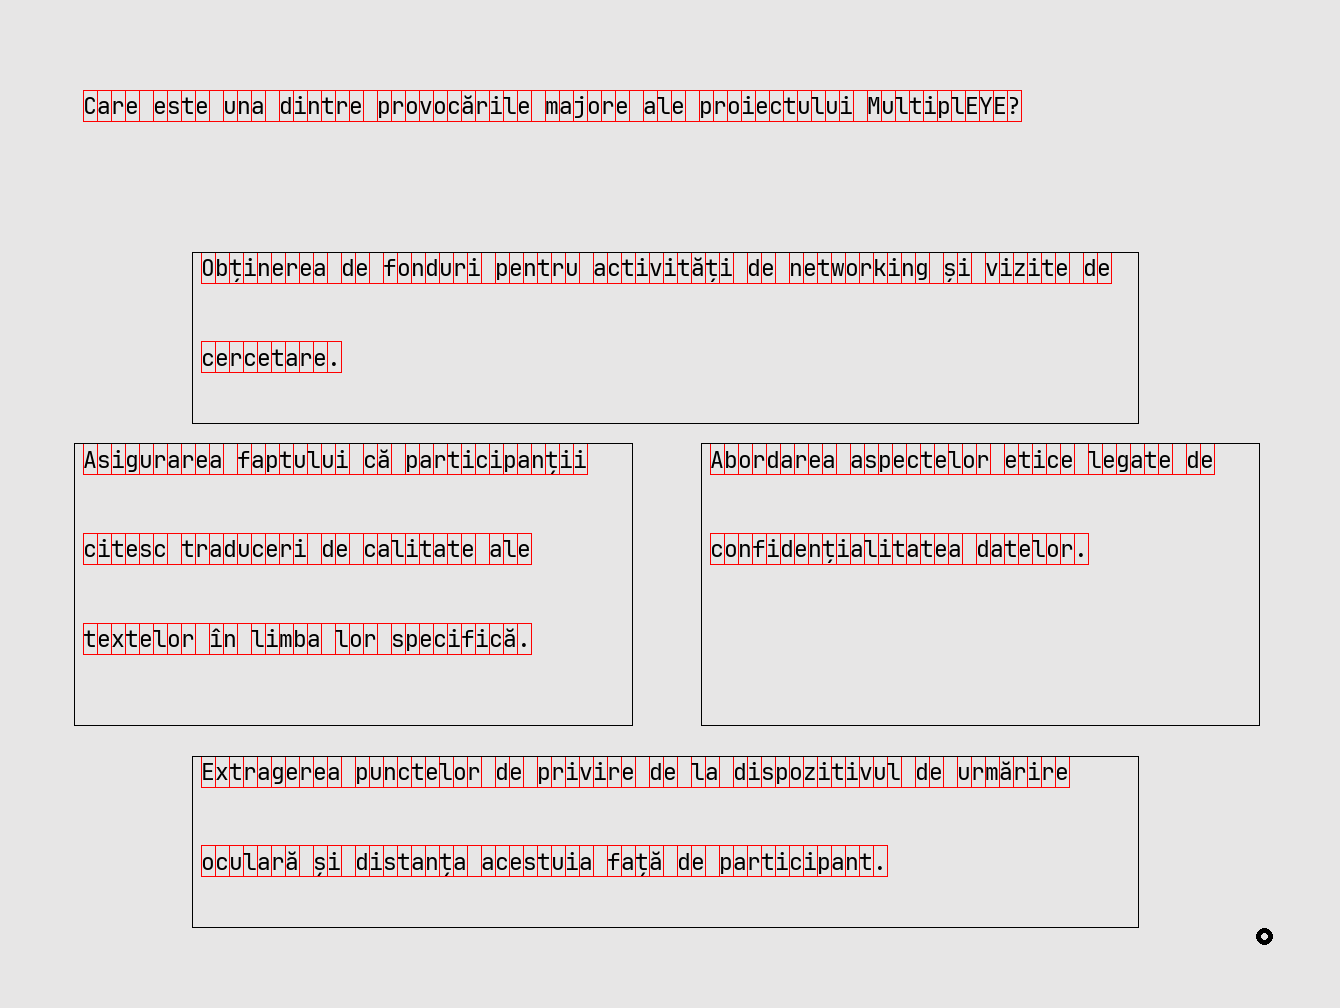 Care este una dintre provocările majore ale proiectului MultiplEYE?
Obținerea de fonduri pentru activități de networking și vizite de
cercetare.
Asigurarea faptului că participanții
citesc traduceri de calitate ale
textelor în limba lor specifică.
Abordarea aspectelor etice legate de
confidențialitatea datelor.
Extragerea punctelor de privire de la dispozitivul de urmărire
oculară și distanța acestuia față de participant.